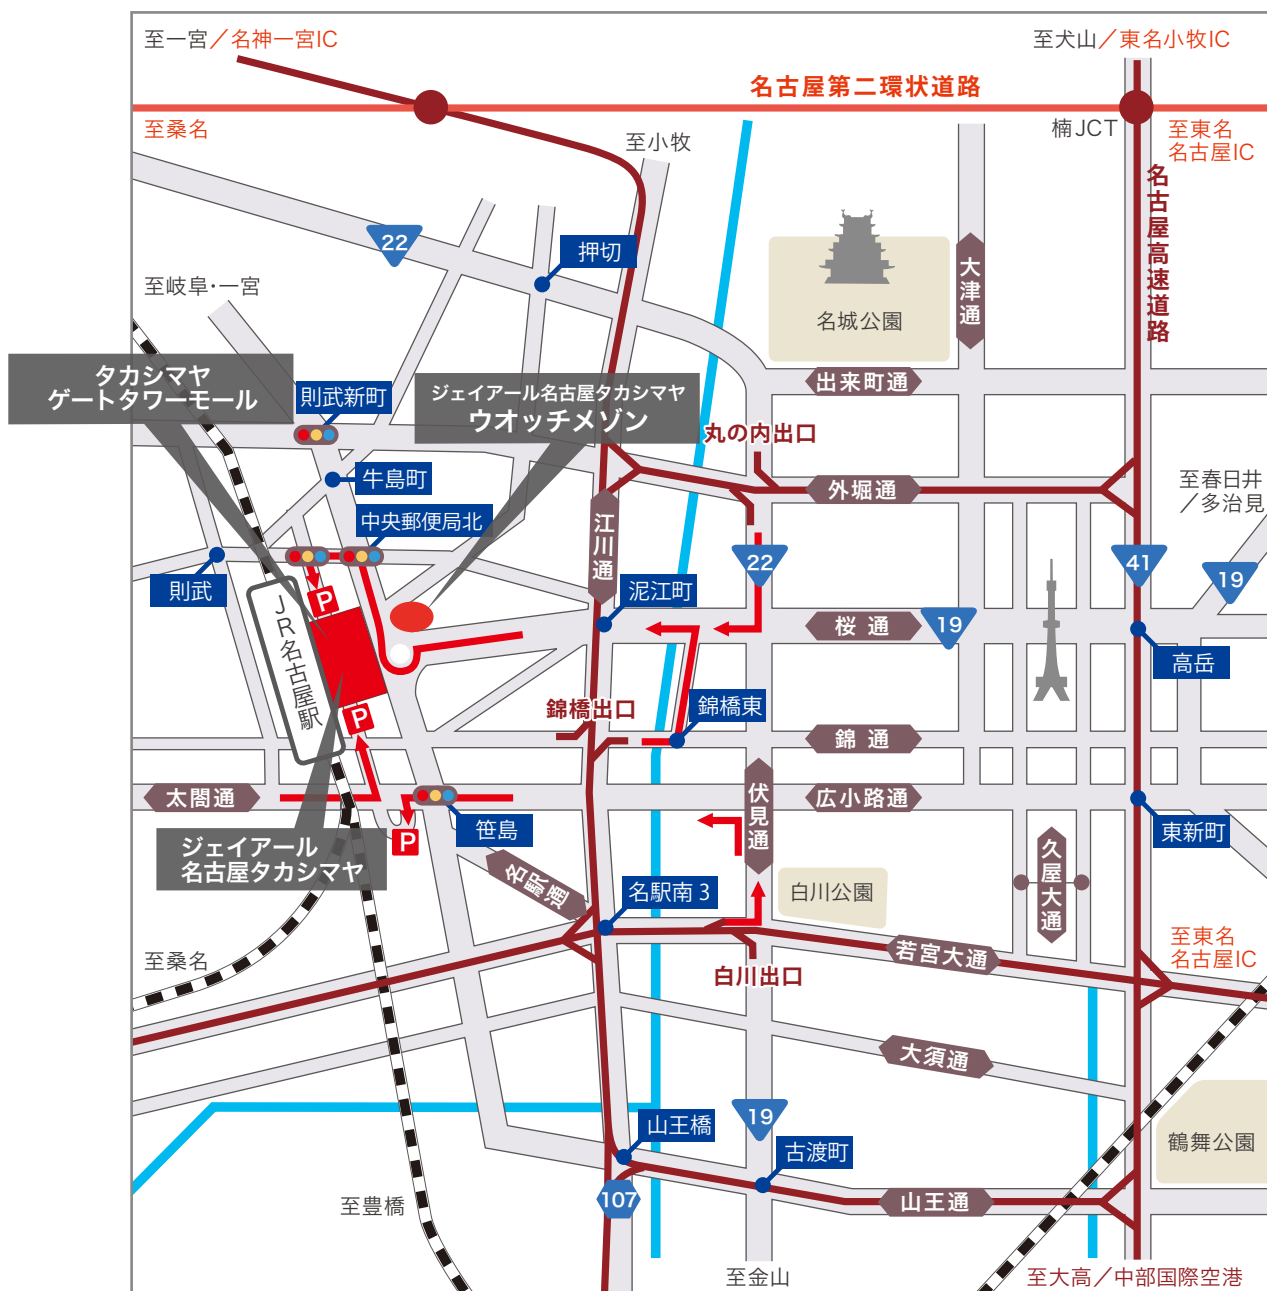 至一宮／名神一宮IC
至犬山／東名小牧IC
名古屋第二環状道路
至桑名
至小牧
楠JCT
至東名
名古屋IC
名古屋高速道路
22
押切
至岐阜・一宮
大津通
名城公園
タカシマヤ
ゲートタワーモール
則武新町
ジェイアール名古屋タカシマヤ
ウオッチメゾン
出来町通
丸の内出口
牛島町
外堀通
至春日井
／多治見
中央郵便局北
江川通
則武
泥江町
22
41
19
P
JR名古屋駅
桜通
19
高岳
錦橋出口
錦橋東
P
錦通
太閤通
伏見通
広小路通
笹島
P
東新町
ジェイアール
名古屋タカシマヤ
名駅通
名駅南3
白川公園
久屋大通
至桑名
白川出口
若宮大通
至東名
名古屋IC
大須通
山王橋
19
古渡町
鶴舞公園
107
至豊橋
山王通
至金山
至大高／中部国際空港